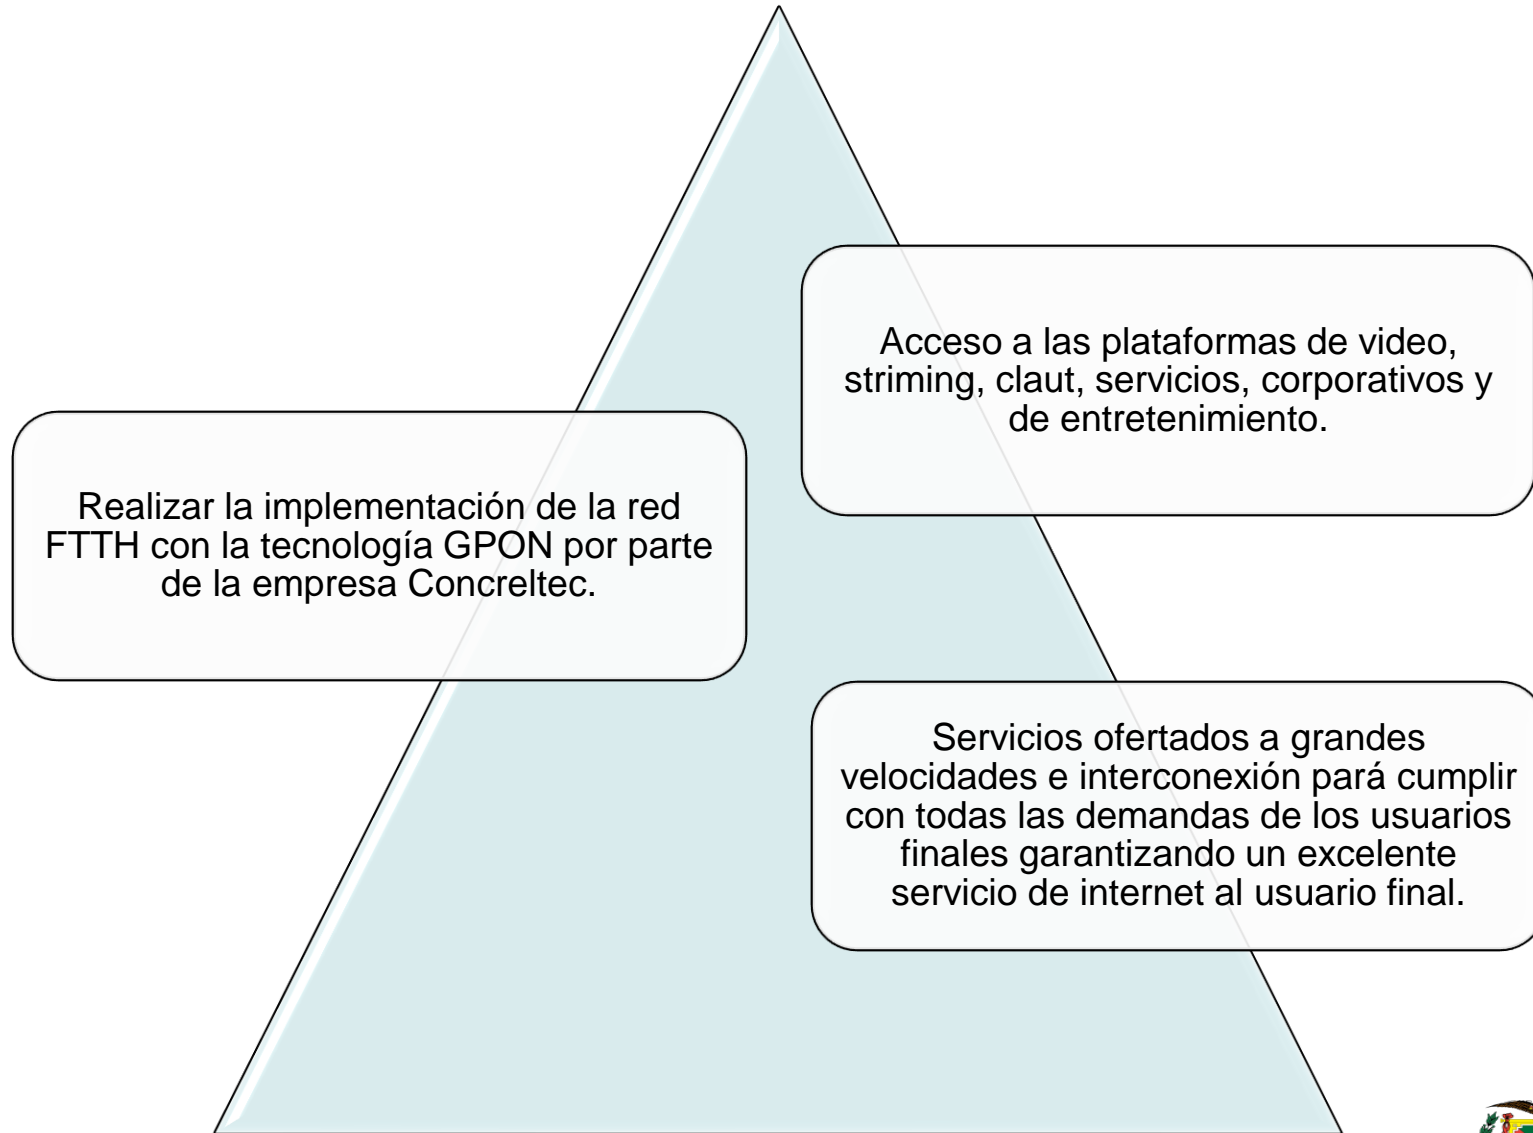 Acceso a las plataformas de video,
striming, claut, servicios, corporativos y
de entretenimiento.
Realizar la implementación de la red
FTTH con la tecnología GPON por parte
de la empresa Concreltec.
Servicios ofertados a grandes
velocidades e interconexión pará cumplir
con todas las demandas de los usuarios
finales garantizando un excelente
servicio de internet al usuario final.